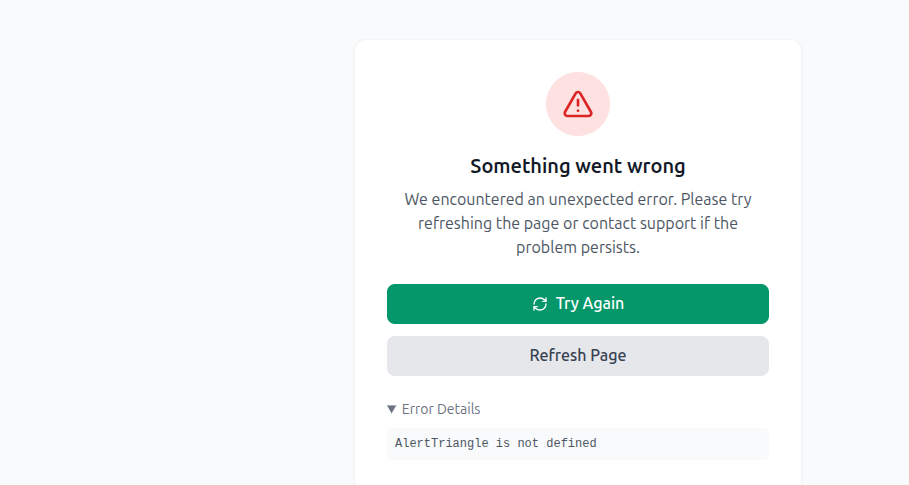 Something went wrong
We encountered an unexpected error. Please try
refreshing the page or contact support if the
problem persists.
Try Again
Refresh Page
▼ Error Details
AlertTriangle is not defined